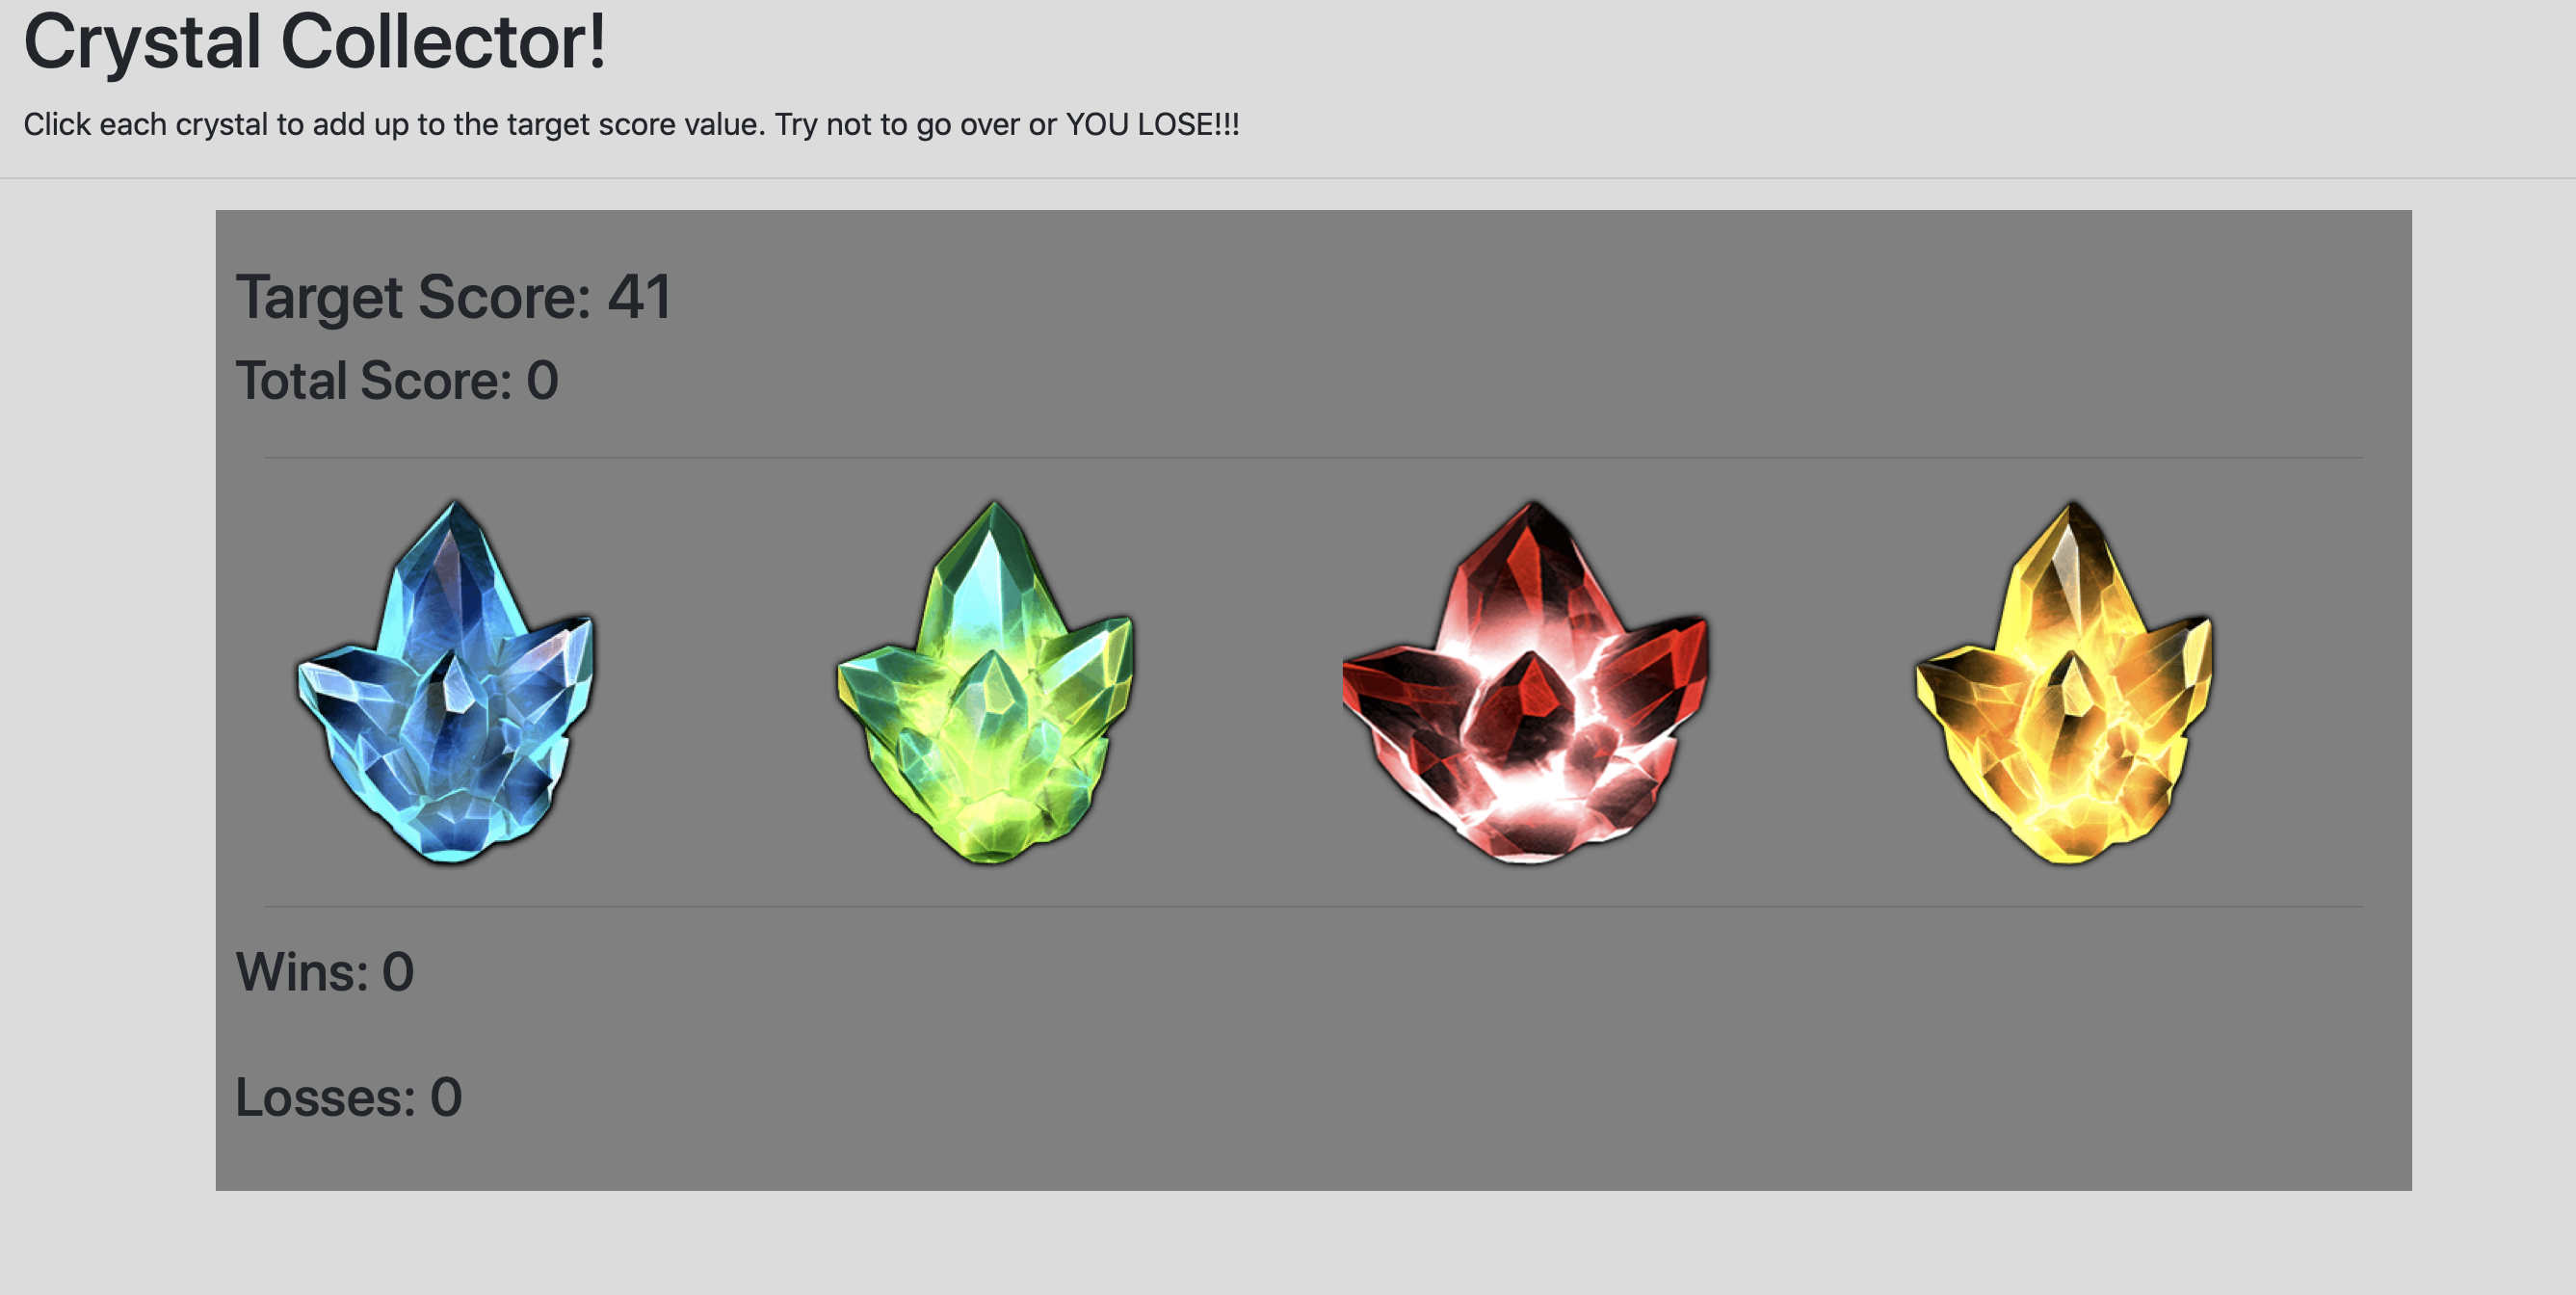 Crystal Collector!
Click each crystal to add up to the target score value. Try not to go over or YOU LOSE!!!
Target Score: 41
Total Score: 0
Wins: 0
Losses: 0